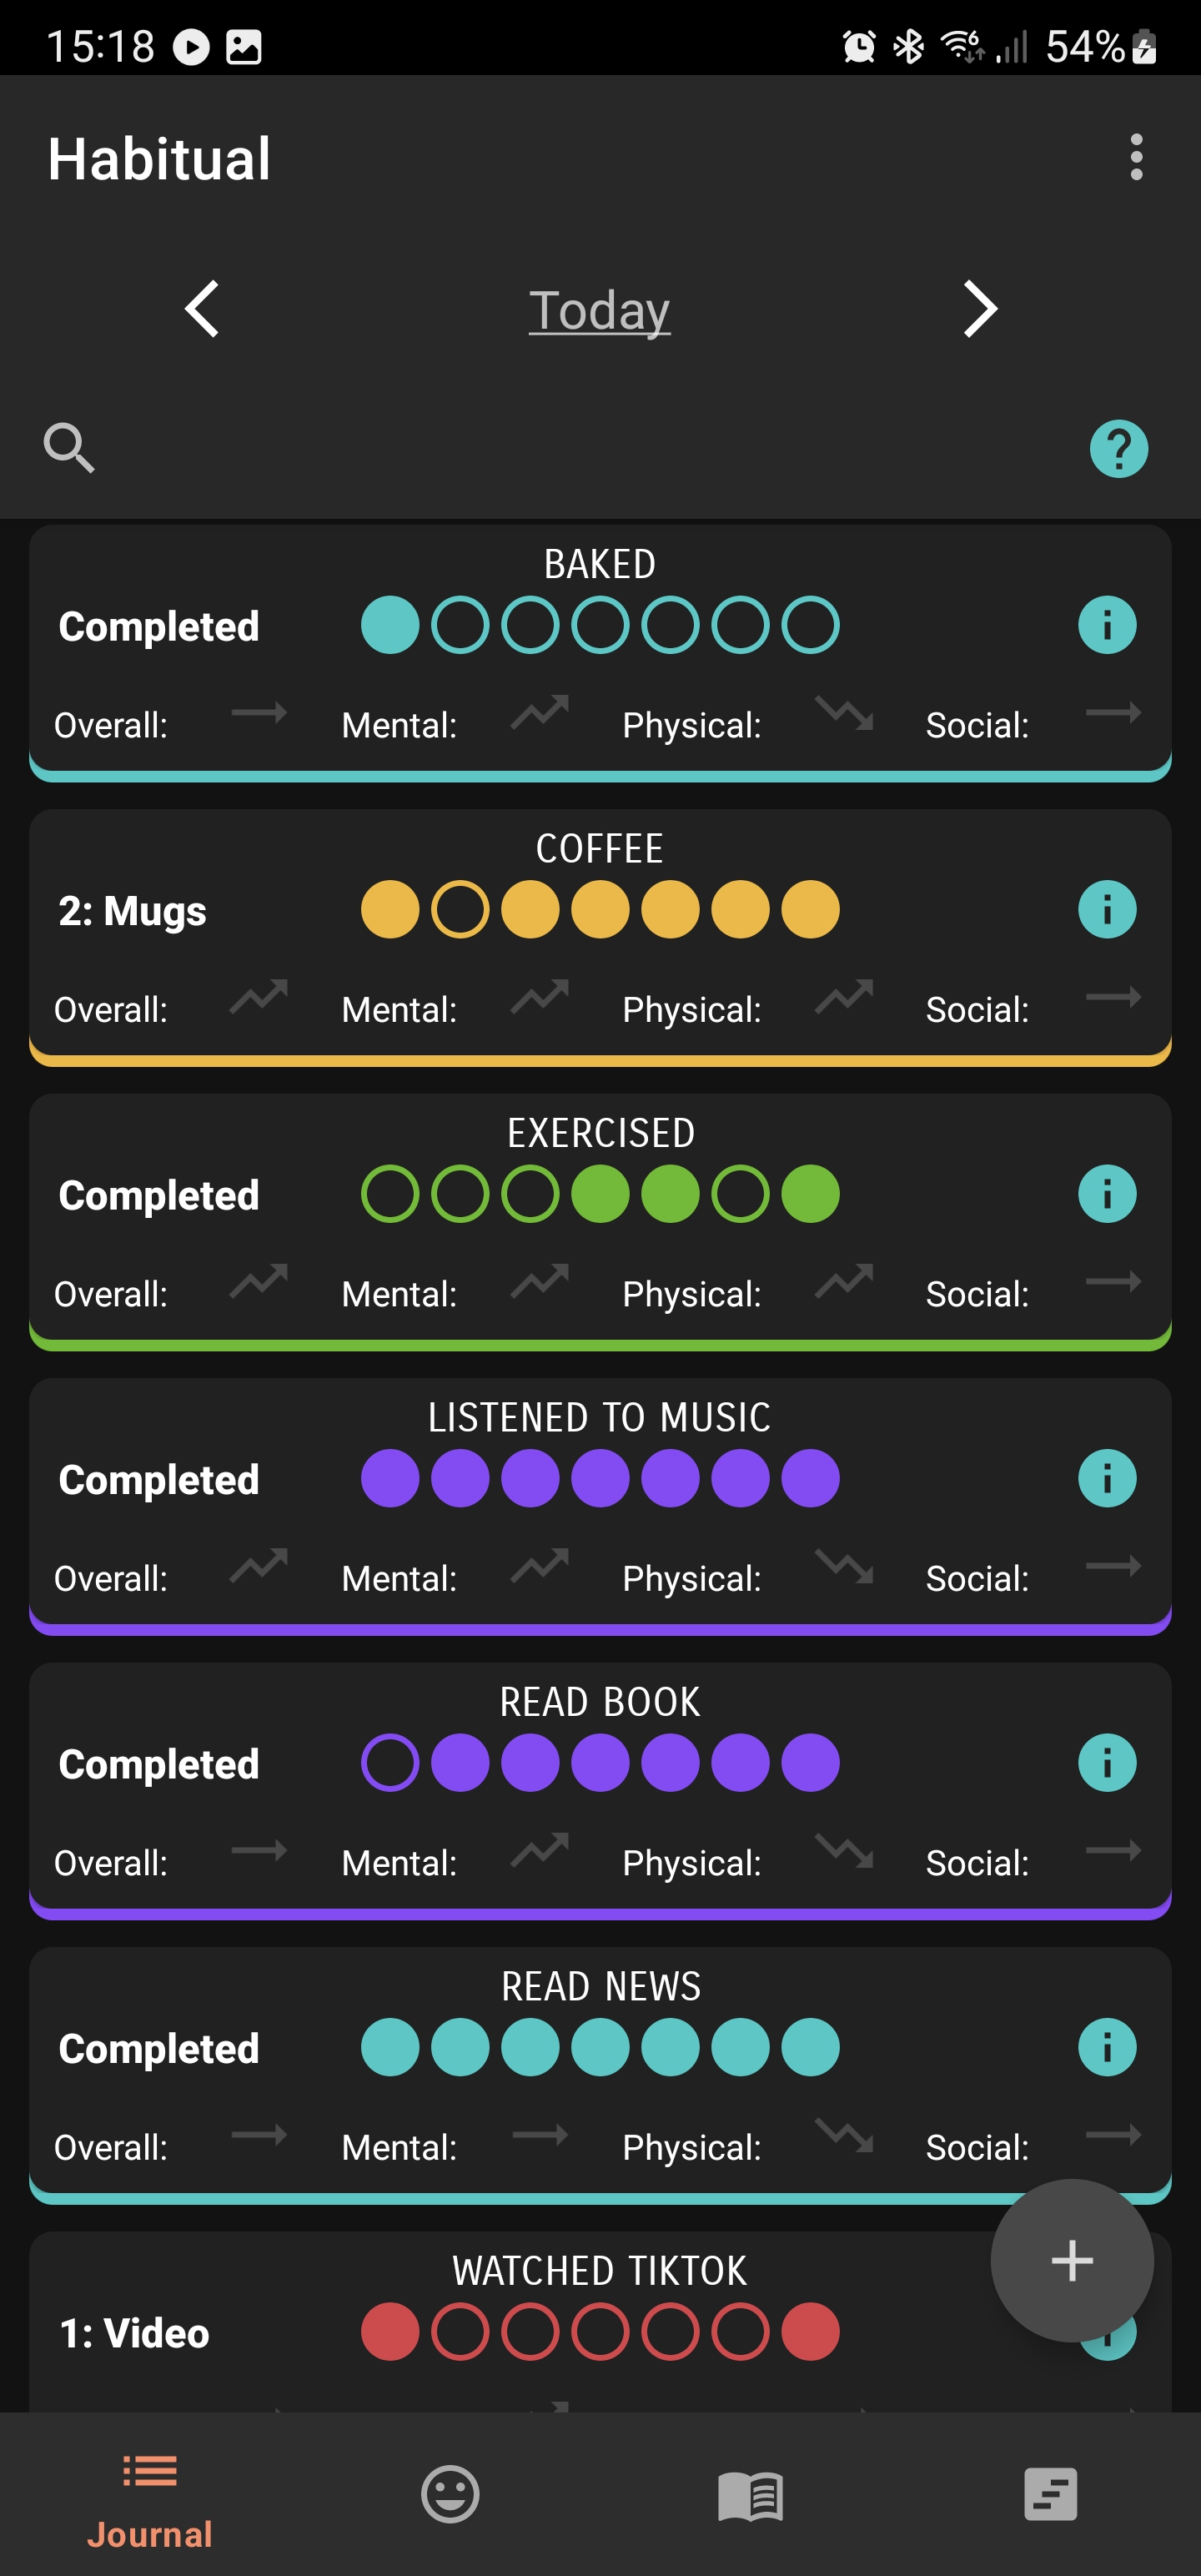 15:18 54%
Habitual
Today
BAKED
Completed
Overall: Mental: Physical: Social:
COFFEE
2: Mugs
Overall: Mental: Physical: Social:
EXERCISED
Completed
Overall: Mental: Physical: Social:
LISTENED TO MUSIC
Completed
Overall: Mental: Physical: Social:
READ BOOK
Completed
Overall: Mental: Physical: Social:
READ NEWS
Completed
Overall: Mental: Physical: Social:
WATCHED TIKTOK
1: Video
Journal